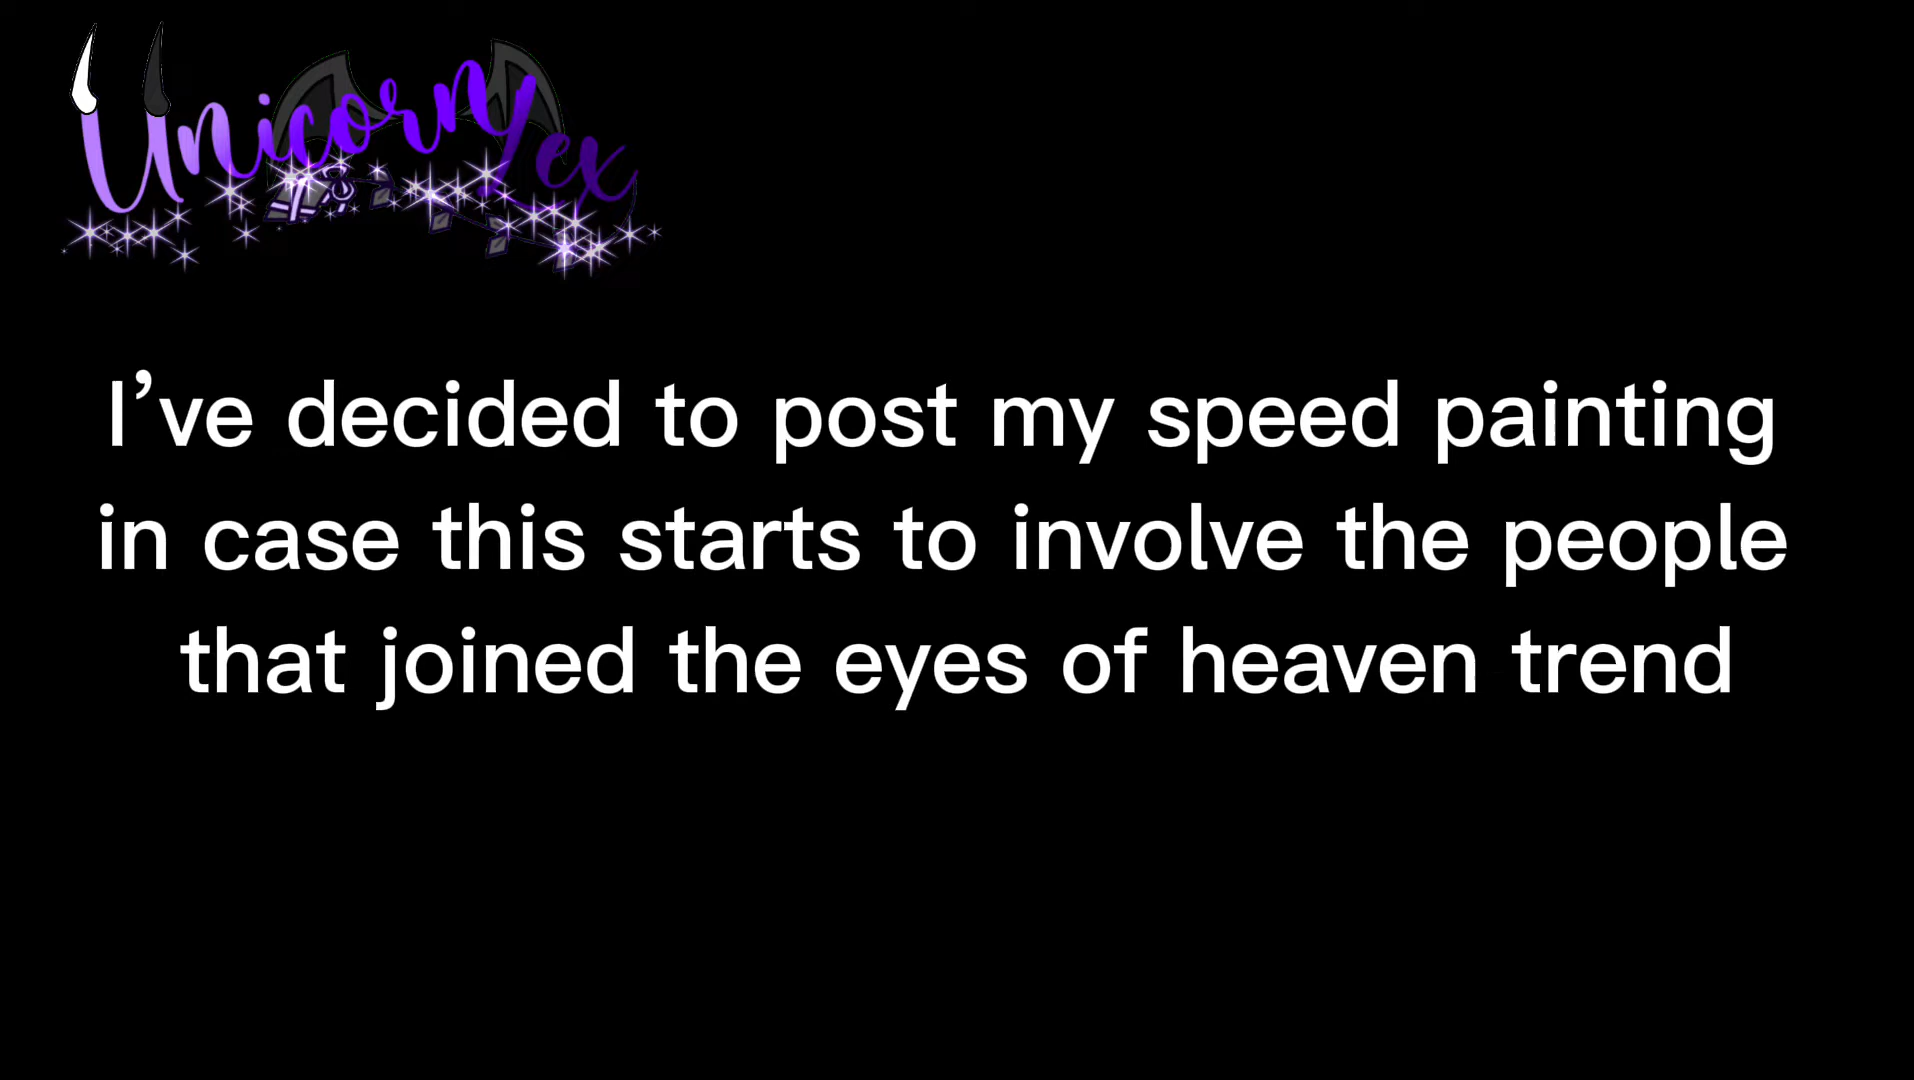 UnicornLex
I’ve decided to post my speed painting
in case this starts to involve the people
that joined the eyes of heaven trend